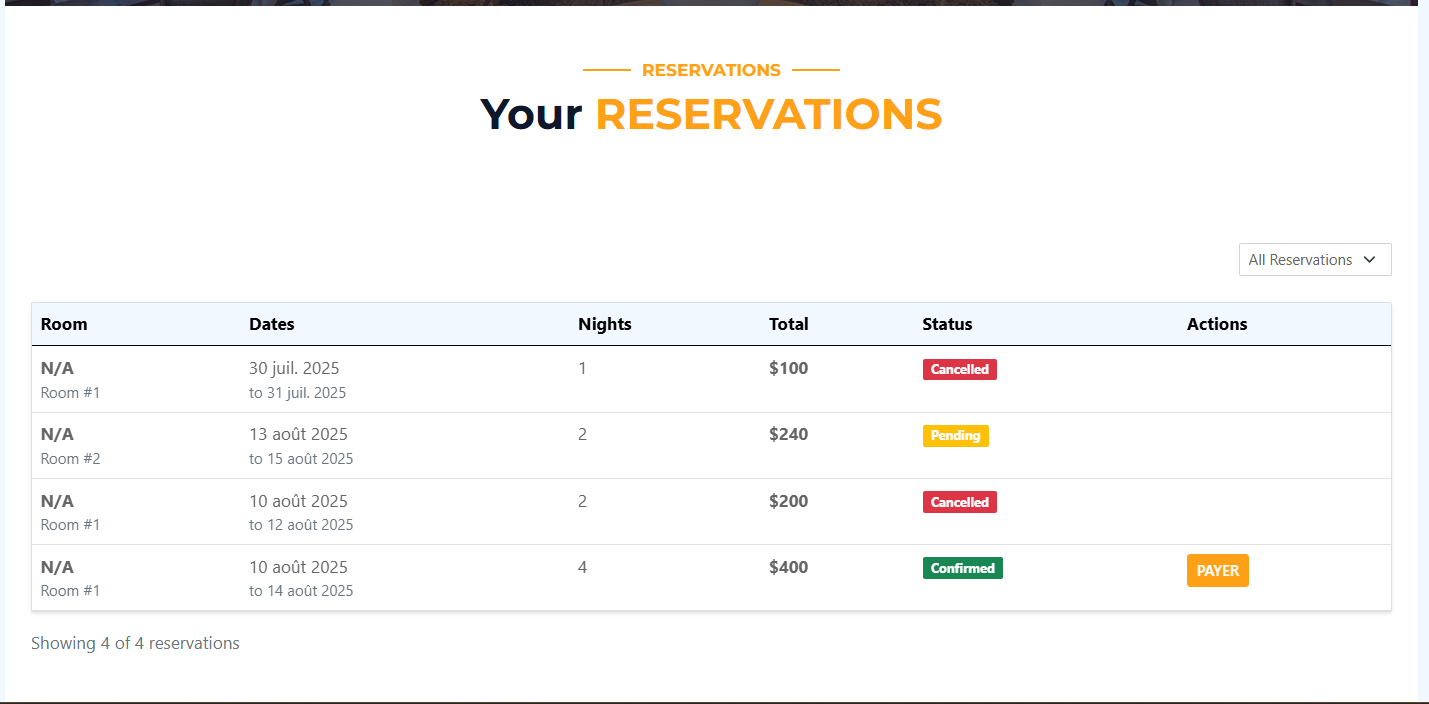 RESERVATIONS
Your RESERVATIONS
All Reservations
Room Dates Nights Total Status Actions
N/A 30 juil. 2025 1 $100 Cancelled
Room #1 to 31 juil. 2025
N/A 13 août 2025 2 $240 Pending
Room #2 to 15 août 2025
N/A 10 août 2025 2 $200 Cancelled
Room #1 to 12 août 2025
N/A 10 août 2025 4 $400 Confirmed PAYER
Room #1 to 14 août 2025
Showing 4 of 4 reservations